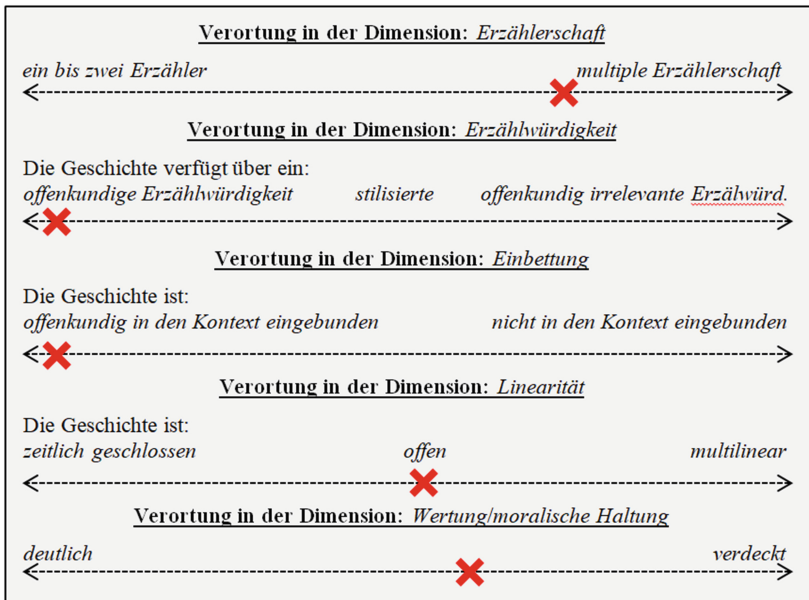 Verortung in der Dimension: Erzählerschaft
ein bis zwei Erzähler multiple Erzählerschaft
Verortung in der Dimension: Erzählwürdigkeit
Die Geschichte verfügt über ein:
offenkundige Erzählwürdigkeit stilisierte offenkundig irrelevante Erzälwürd.
Verortung in der Dimension: Einbettung
Die Geschichte ist:
offenkundig in den Kontext eingebunden nicht in den Kontext eingebunden
Verortung in der Dimension: Linearität
Die Geschichte ist:
zeitlich geschlossen offen multilinear
Verortung in der Dimension: Wertung/moralische Haltung
deutlich verdeckt